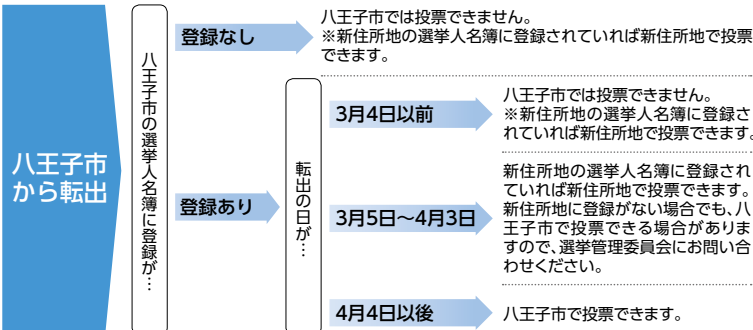 八王子市
から転出
八王子市の選挙人名簿に登録が…
登録なし
八王子市では投票できません。
※新住所地の選挙人名簿に登録されていれば新住所地で投票
できます。
登録あり
転出の日が…
3月4日以前
八王子市では投票できません。
※新住所地の選挙人名簿に登録さ
れていれば新住所地で投票できます。
3月5日〜4月3日
新住所地の選挙人名簿に登録され
ていれば新住所地で投票できます。
新住所地に登録がない場合でも、八
王子市で投票できる場合がありま
すので、選挙管理委員会にお問い合
わせください。
4月4日以後
八王子市で投票できます。